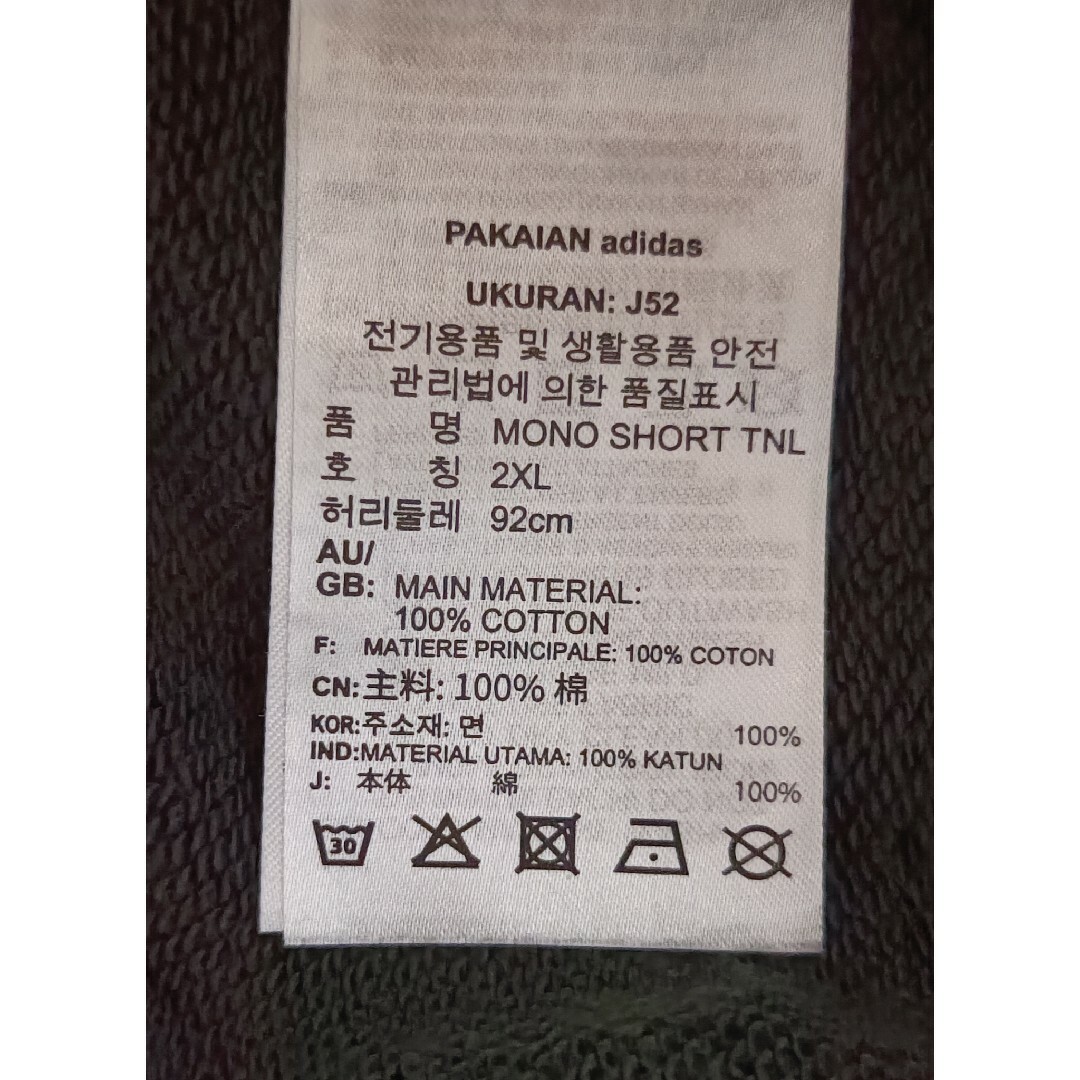 PAKAIAN adidas
UKURAN: J52
전기용품 및 생활용품 안전
관리법에 의한 품질표시
품 명 MONO SHORT TNL
호 칭 2XL
허리둘레 92cm
AU/
GB: MAIN MATERIAL:
100% COTTON
F: MATIERE PRINCIPALE: 100% COTON
CN:主料: 100% 棉
KOR:주소재: 면 100%
IND:MATERIAL UTAMA: 100% KATUN
J: 本体 綿 100%
30